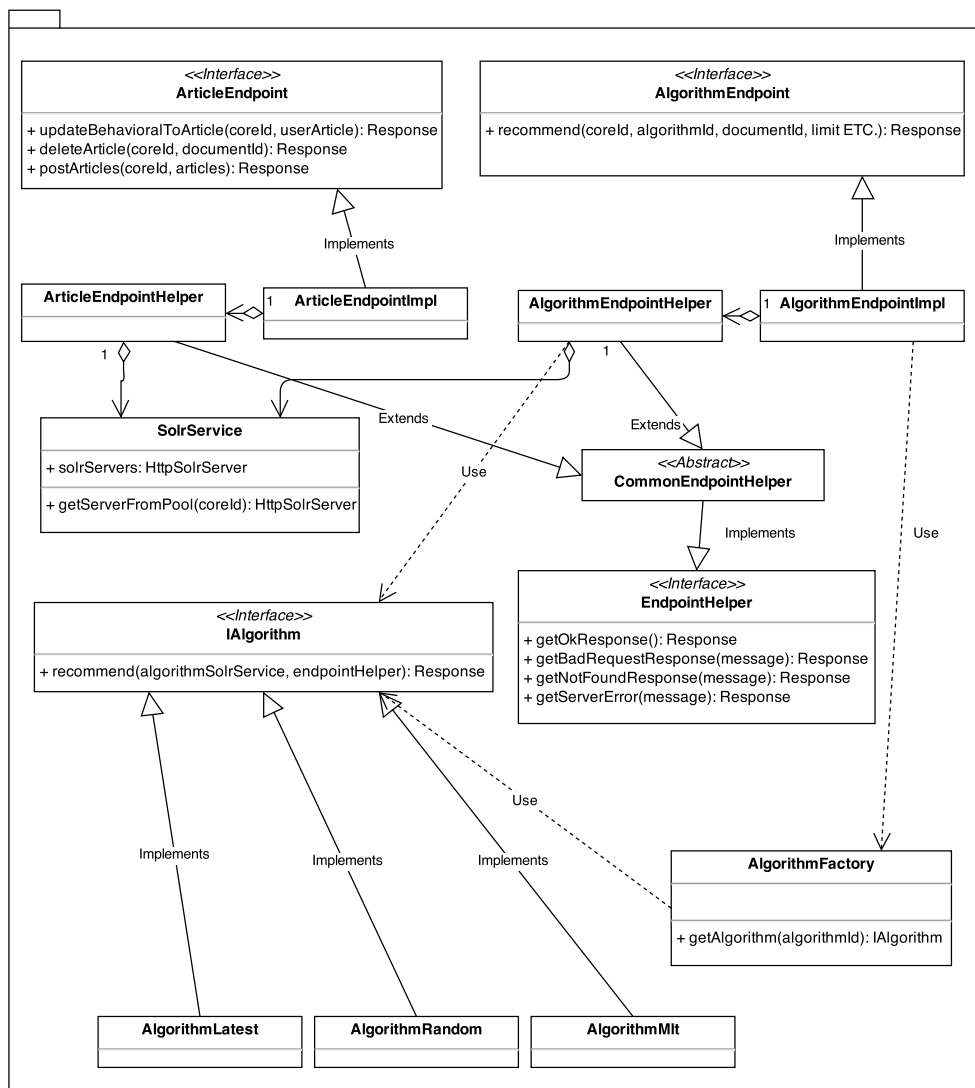 <<Interface>>
ArticleEndpoint
+ updateBehavioralToArticle(coreId, userArticle): Response
+ deleteArticle(coreId, documentId): Response
+ postArticles(coreId, articles): Response
<<Interface>>
AlgorithmEndpoint
+ recommend(coreId, algorithmId, documentId, limit ETC.): Response
Implements
Implements
ArticleEndpointHelper
1
ArticleEndpointImpl
AlgorithmEndpointHelper
1
AlgorithmEndpointImpl
1
1
SolrService
+ solrServers: HttpSolrServer
+ getServerFromPool(coreId): HttpSolrServer
Extends
Extends
Use
<<Abstract>>
CommonEndpointHelper
Implements
Use
<<Interface>>
EndpointHelper
+ getOkResponse(): Response
+ getBadRequestResponse(message): Response
+ getNotFoundResponse(message): Response
+ getServerError(message): Response
<<Interface>>
IAlgorithm
+ recommend(algorithmSolrService, endpointHelper): Response
Use
Implements
Implements
Implements
AlgorithmFactory
+ getAlgorithm(algorithmId): IAlgorithm
AlgorithmLatest
AlgorithmRandom
AlgorithmMlt